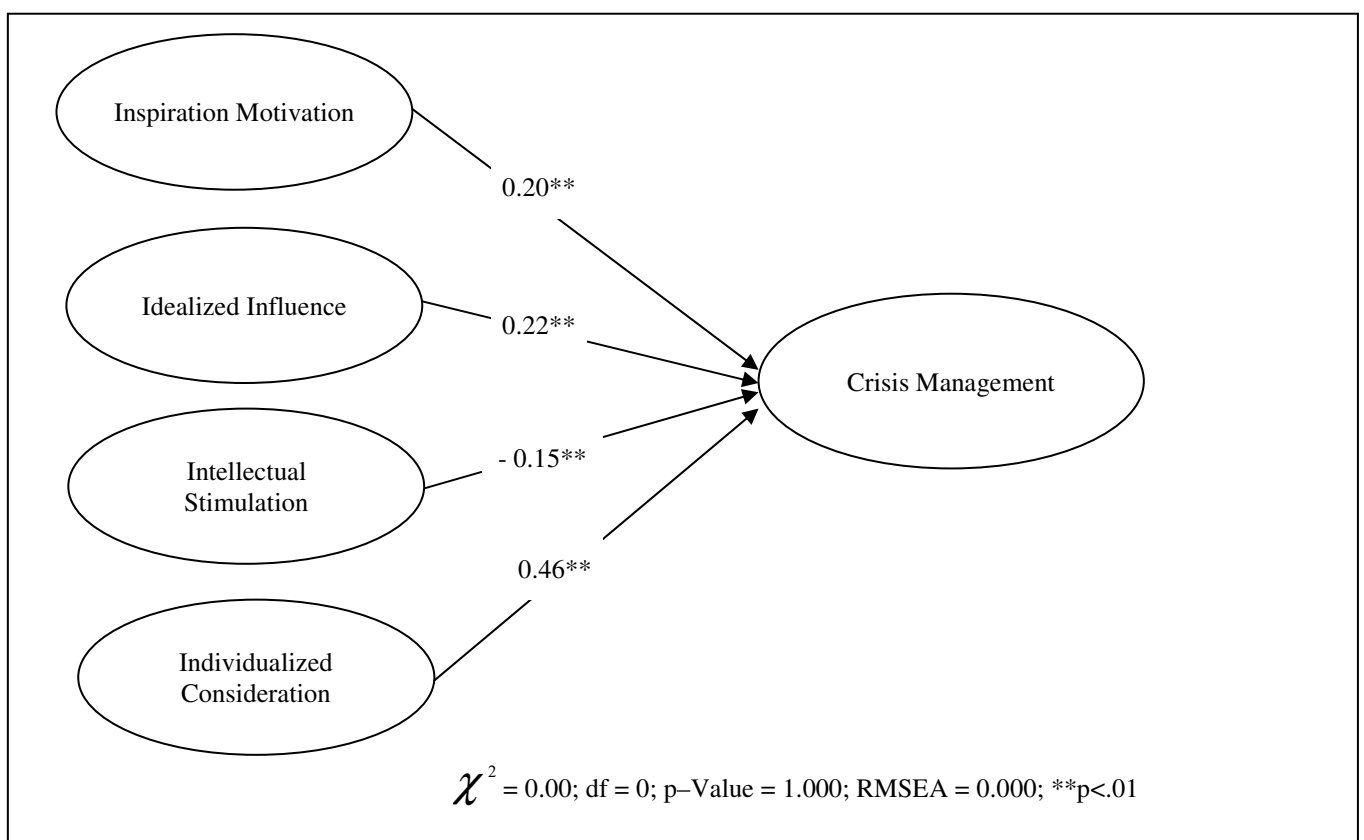 Inspiration Motivation
0.20**
Idealized Influence
0.22**
Crisis Management
Intellectual
Stimulation
- 0.15**
0.46**
Individualized
Consideration
χ² = 0.00; df = 0; p–Value = 1.000; RMSEA = 0.000; **p<.01